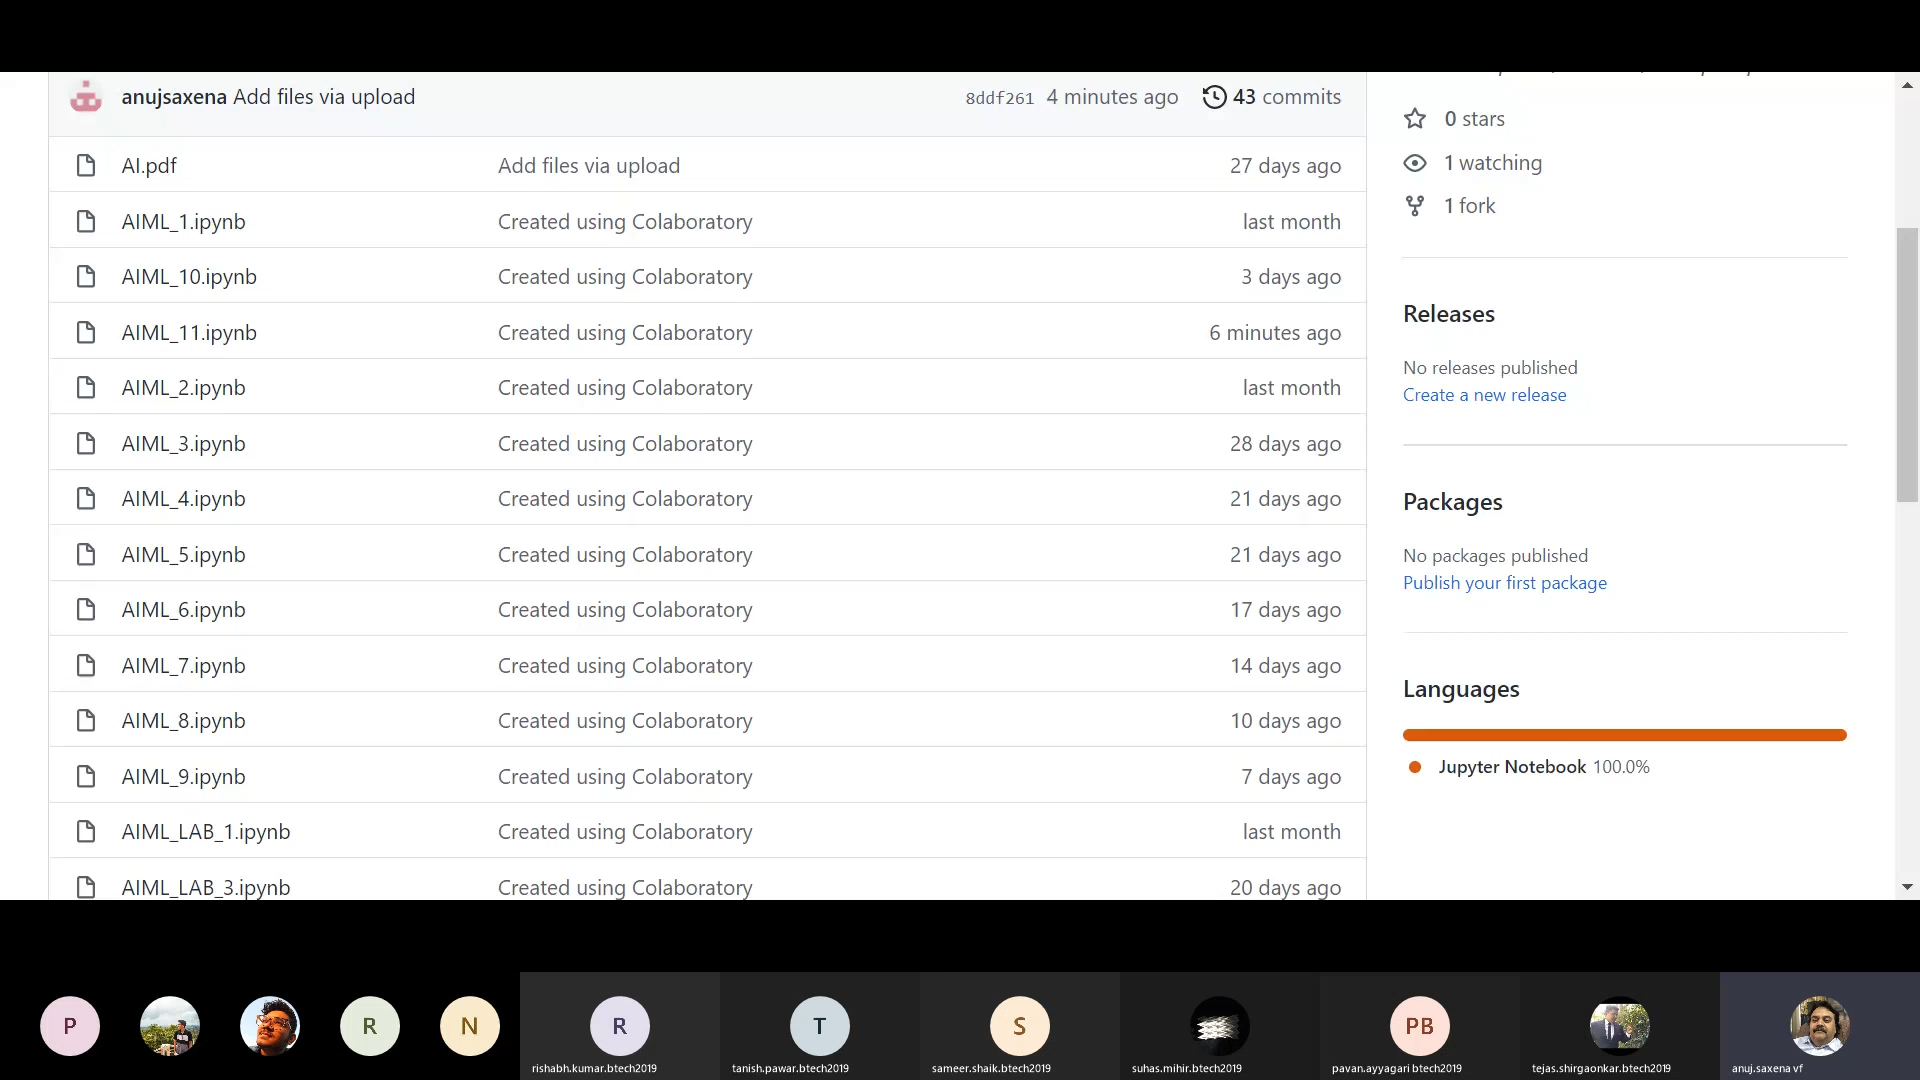 anujsaxena Add files via upload 8ddf261 4 minutes ago 43 commits
AI.pdf Add files via upload 27 days ago
AIML_1.ipynb Created using Colaboratory last month
AIML_10.ipynb Created using Colaboratory 3 days ago
AIML_11.ipynb Created using Colaboratory 6 minutes ago
AIML_2.ipynb Created using Colaboratory last month
AIML_3.ipynb Created using Colaboratory 28 days ago
AIML_4.ipynb Created using Colaboratory 21 days ago
AIML_5.ipynb Created using Colaboratory 21 days ago
AIML_6.ipynb Created using Colaboratory 17 days ago
AIML_7.ipynb Created using Colaboratory 14 days ago
AIML_8.ipynb Created using Colaboratory 10 days ago
AIML_9.ipynb Created using Colaboratory 7 days ago
AIML_LAB_1.ipynb Created using Colaboratory last month
AIML_LAB_3.ipynb Created using Colaboratory 20 days ago
0 stars
1 watching
1 fork
Releases
No releases published
Create a new release
Packages
No packages published
Publish your first package
Languages
Jupyter Notebook 100.0%
P R N R T S PB
rishabh.kumar.btech2019 tanish.pawar.btech2019 sameer.shaik.btech2019 suhas.mihir.btech2019 pavan.ayyagari btech2019 tejas.shirgaonkar.btech2019 anuj.saxena vf